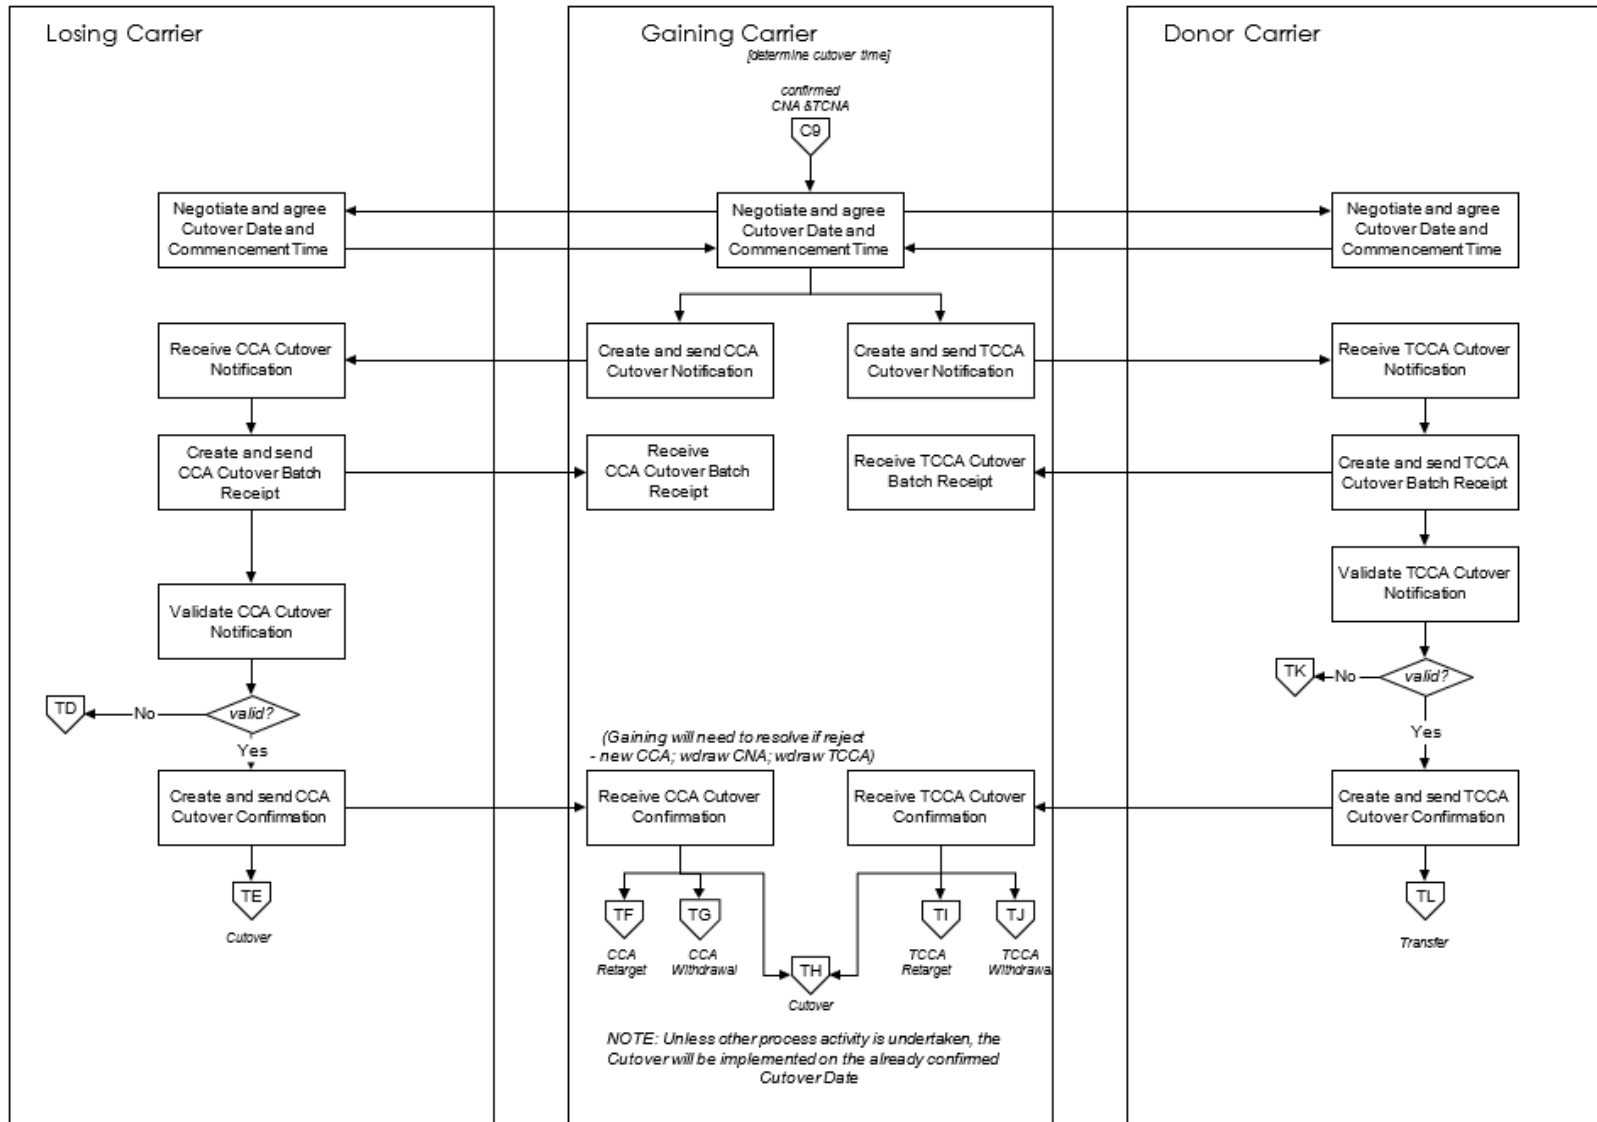 Losing Carrier
Gaining Carrier
[determine cutover time]
Donor Carrier
confirmed
CNA &TCNA
C9
Negotiate and agree
Cutover Date and
Commencement Time
Negotiate and agree
Cutover Date and
Commencement Time
Negotiate and agree
Cutover Date and
Commencement Time
Receive CCA Cutover
Notification
Create and send CCA
Cutover Notification
Create and send TCCA
Cutover Notification
Receive TCCA Cutover
Notification
Create and send
CCA Cutover Batch
Receipt
Receive
CCA Cutover Batch
Receipt
Receive TCCA Cutover
Batch Receipt
Create and send TCCA
Cutover Batch Receipt
Validate CCA Cutover
Notification
Validate TCCA Cutover
Notification
TK
No
valid?
TD
No
valid?
Yes
Yes
(Gaining will need to resolve if reject
- new CCA; wdraw CNA; wdraw TCCA)
Create and send CCA
Cutover Confirmation
Receive CCA Cutover
Confirmation
Receive TCCA Cutover
Confirmation
Create and send TCCA
Cutover Confirmation
TE
Cutover
TF
CCA
Retarget
TG
CCA
Withdrawal
TH
Cutover
TI
TCCA
Retarget
TJ
TCCA
Withdrawal
TL
Transfer
NOTE: Unless other process activity is undertaken, the
Cutover will be implemented on the already confirmed
Cutover Date